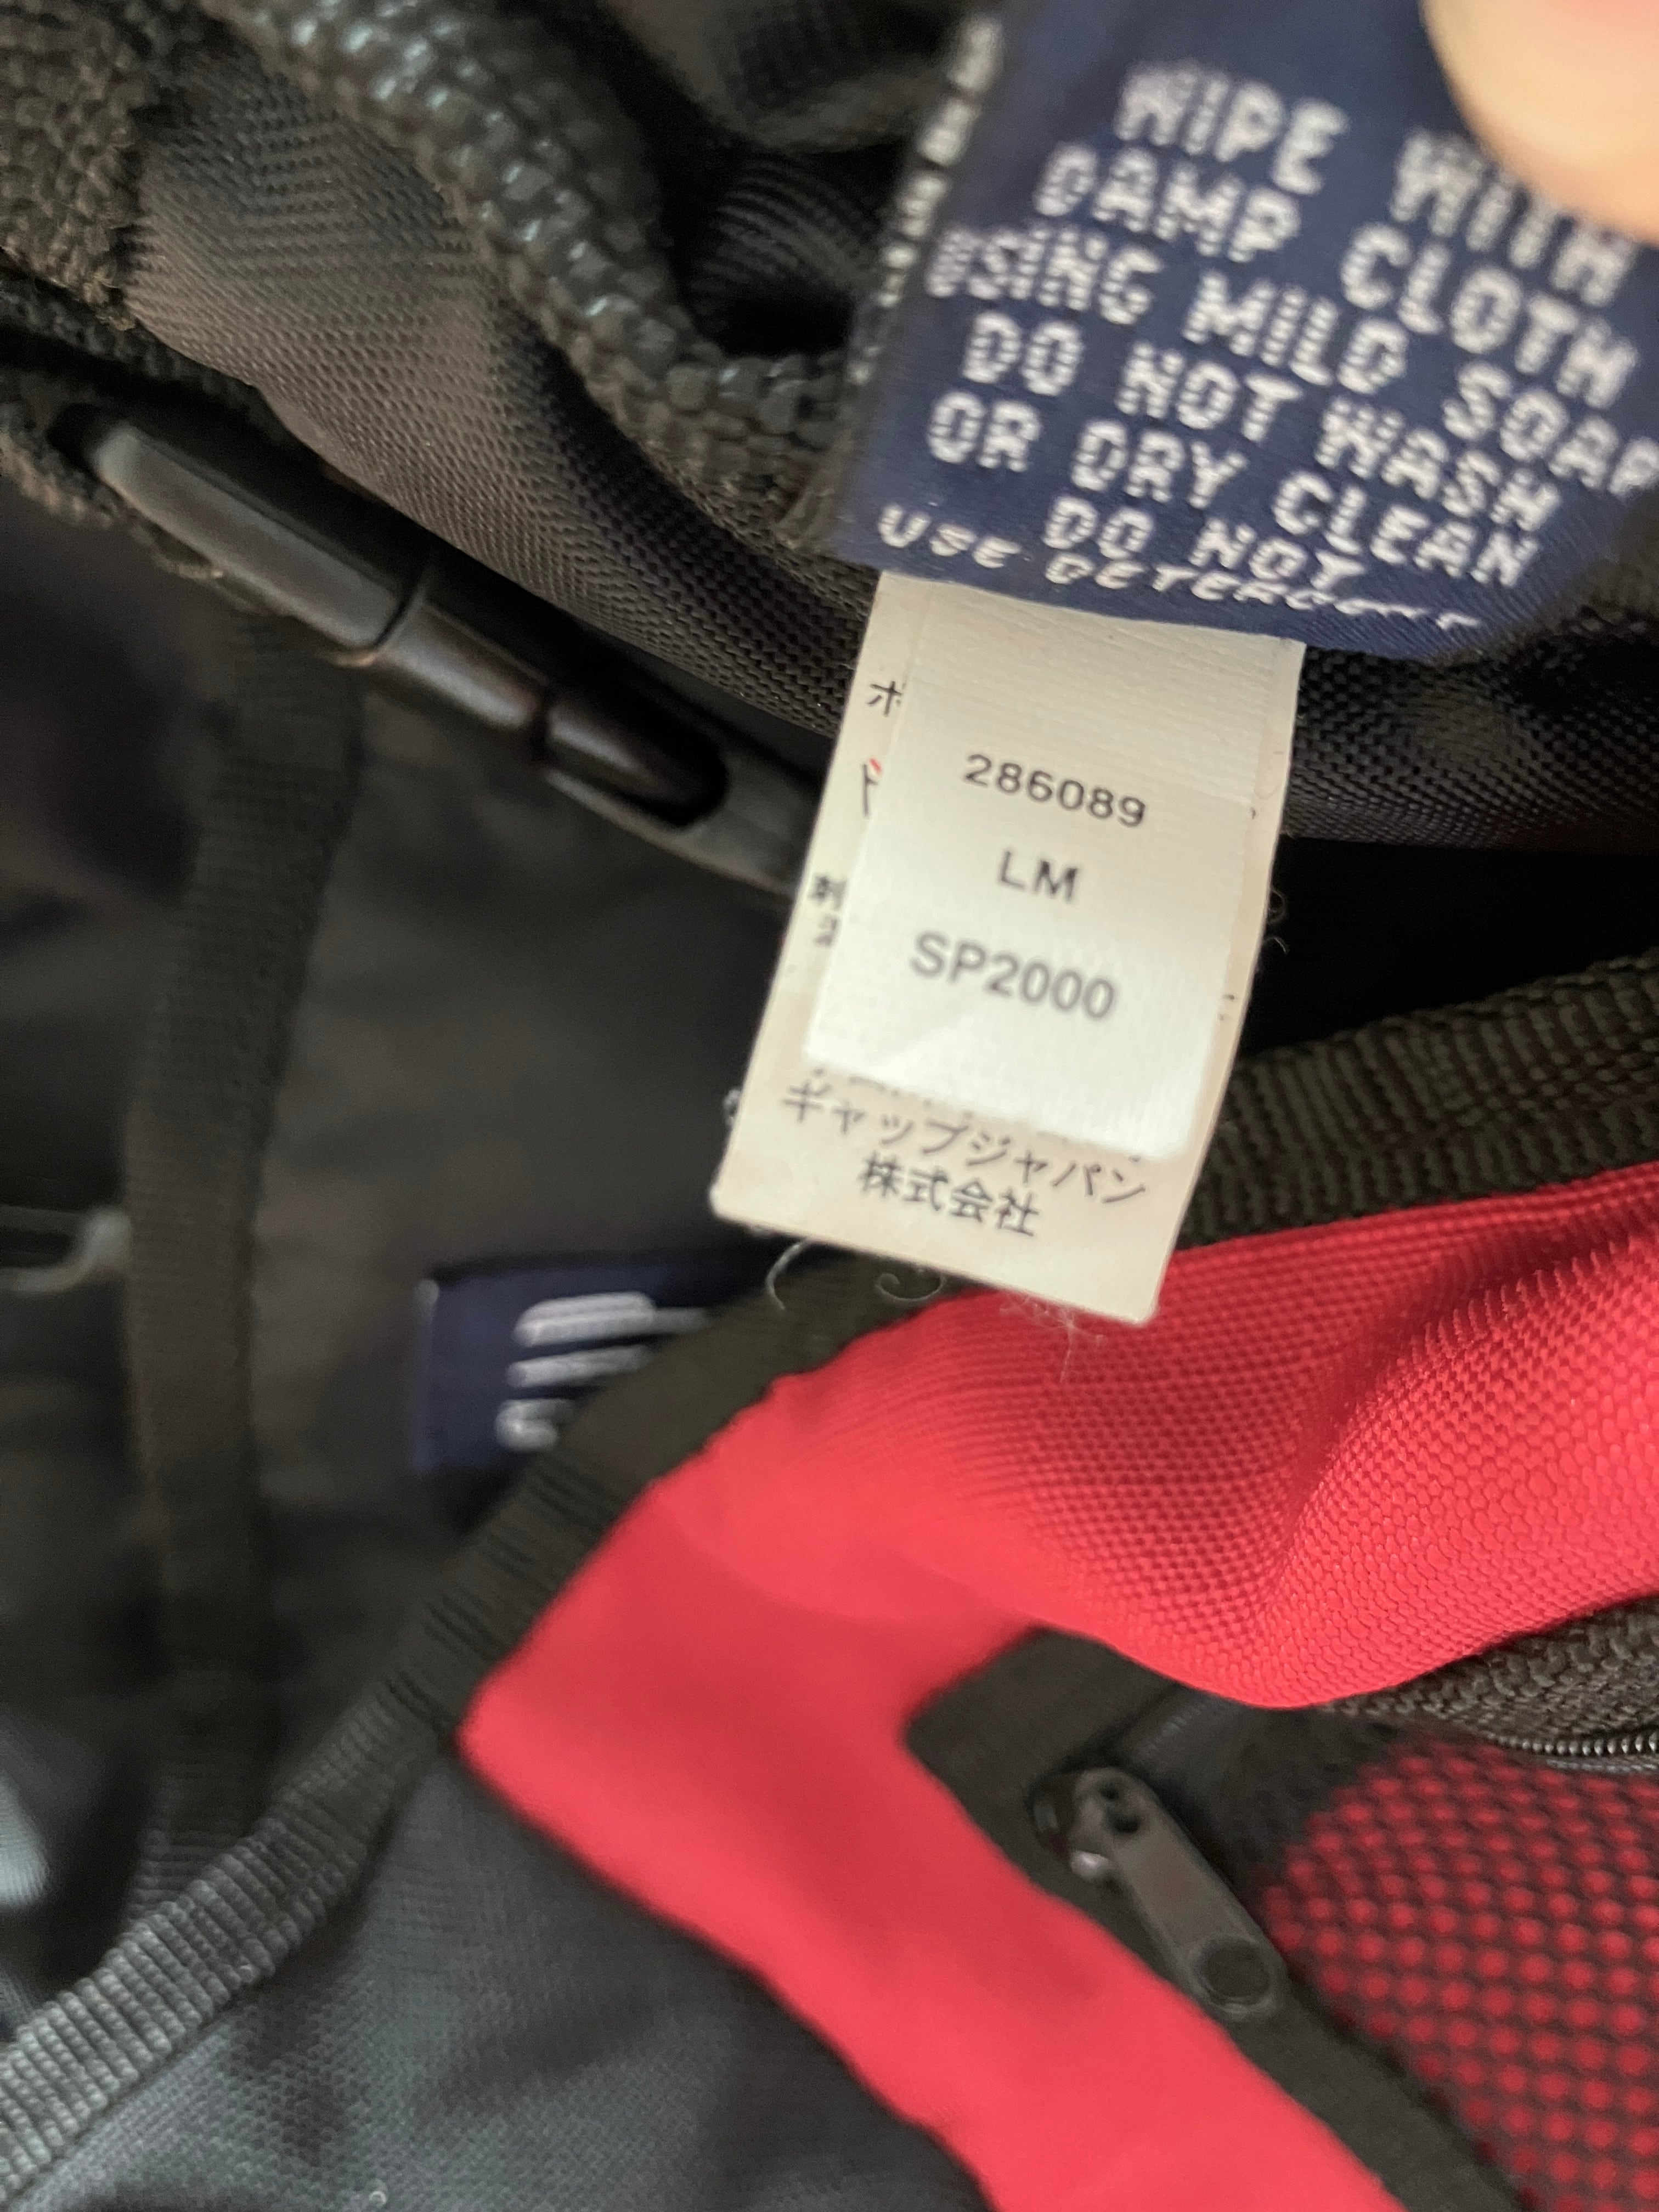 WIPE WITH
DAMP CLOTH
USING MILD SOAP
DO NOT WASH
OR DRY CLEAN
DO NOT
USE DETERGENT
286089
LM
SP2000
ギャップジャパン
株式会社